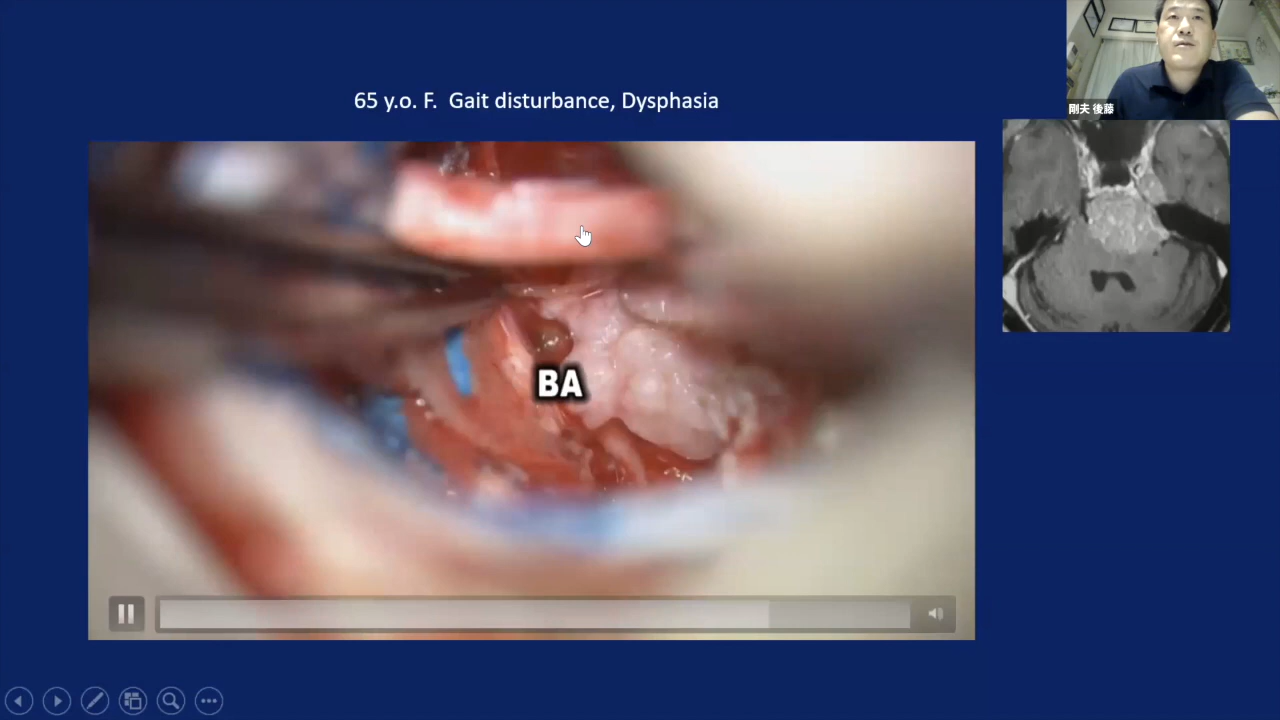 65 y.o. F. Gait disturbance, Dysphasia
剛夫 後藤
BA